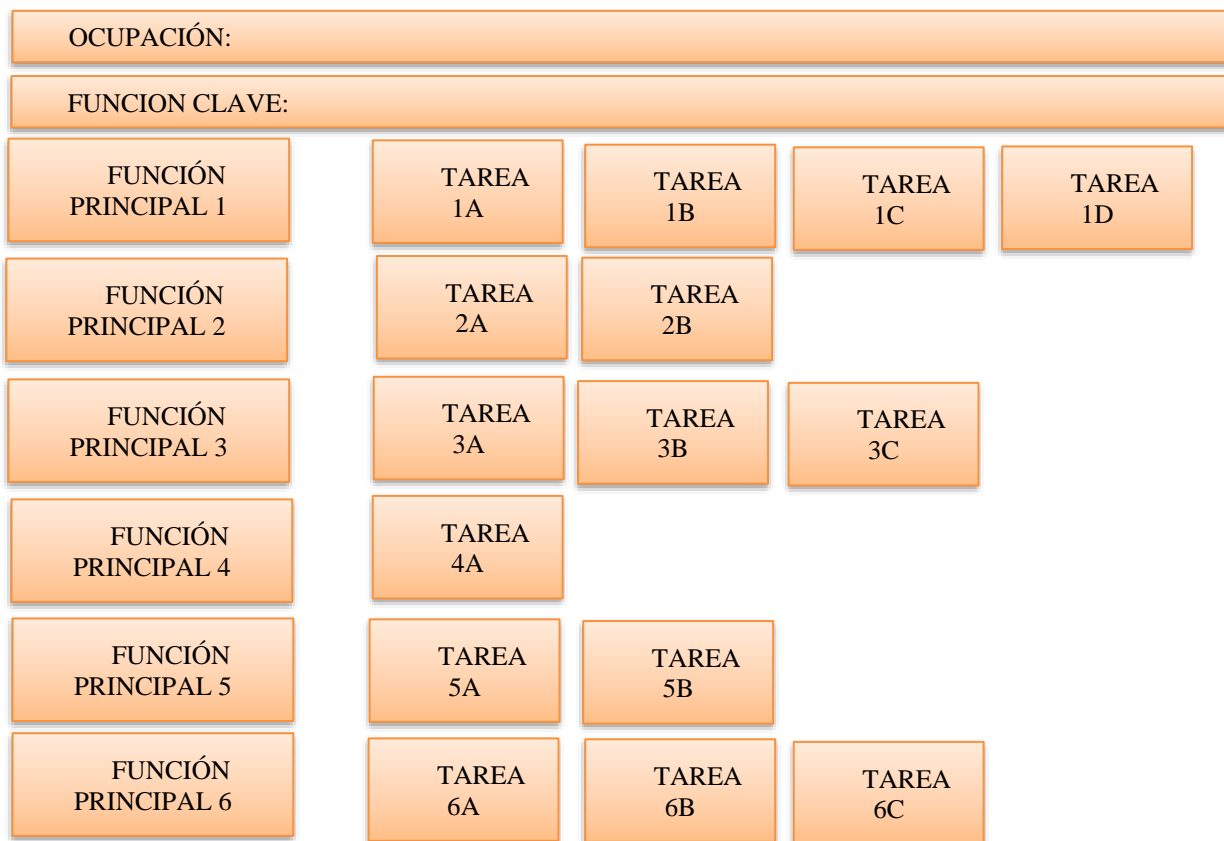 OCUPACIÓN:
FUNCION CLAVE:
FUNCIÓN
PRINCIPAL 1
TAREA
1A
TAREA
1B
TAREA
1C
TAREA
1D
FUNCIÓN
PRINCIPAL 2
TAREA
2A
TAREA
2B
FUNCIÓN
PRINCIPAL 3
TAREA
3A
TAREA
3B
TAREA
3C
FUNCIÓN
PRINCIPAL 4
TAREA
4A
FUNCIÓN
PRINCIPAL 5
TAREA
5A
TAREA
5B
FUNCIÓN
PRINCIPAL 6
TAREA
6A
TAREA
6B
TAREA
6C